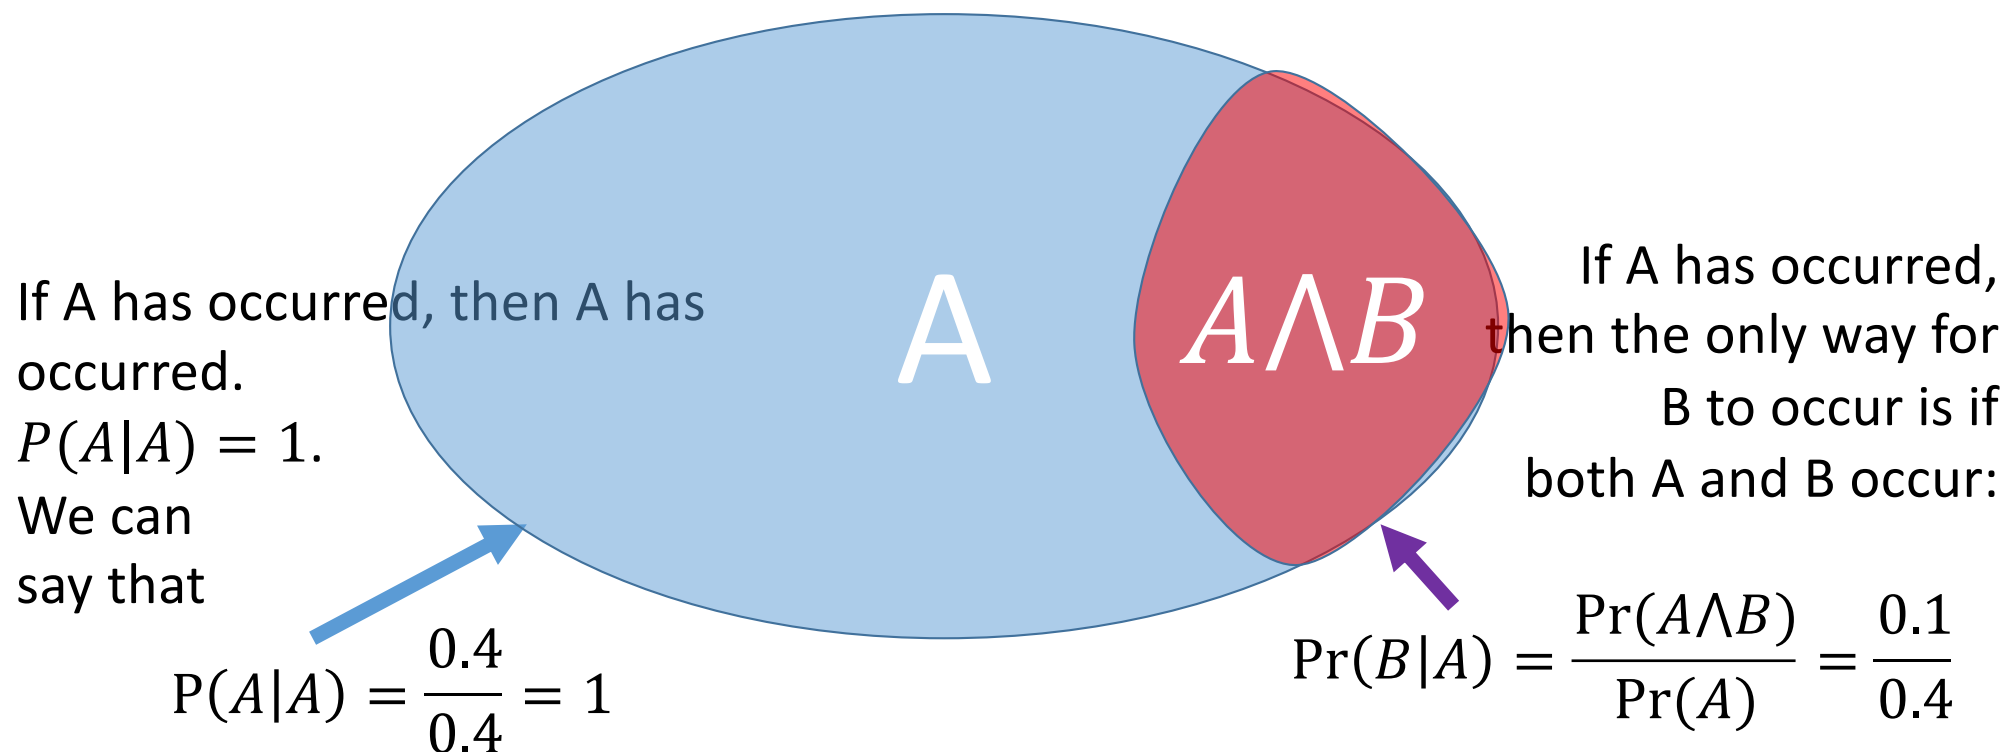 If A has occurred, then A has
occurred.
P(A|A) = 1.
We can
say that
P(A|A) = 0.4/0.4 = 1
A
A⋀B
If A has occurred,
then the only way for
B to occur is if
both A and B occur:
Pr(B|A) = Pr(A⋀B)/Pr(A) = 0.1/0.4